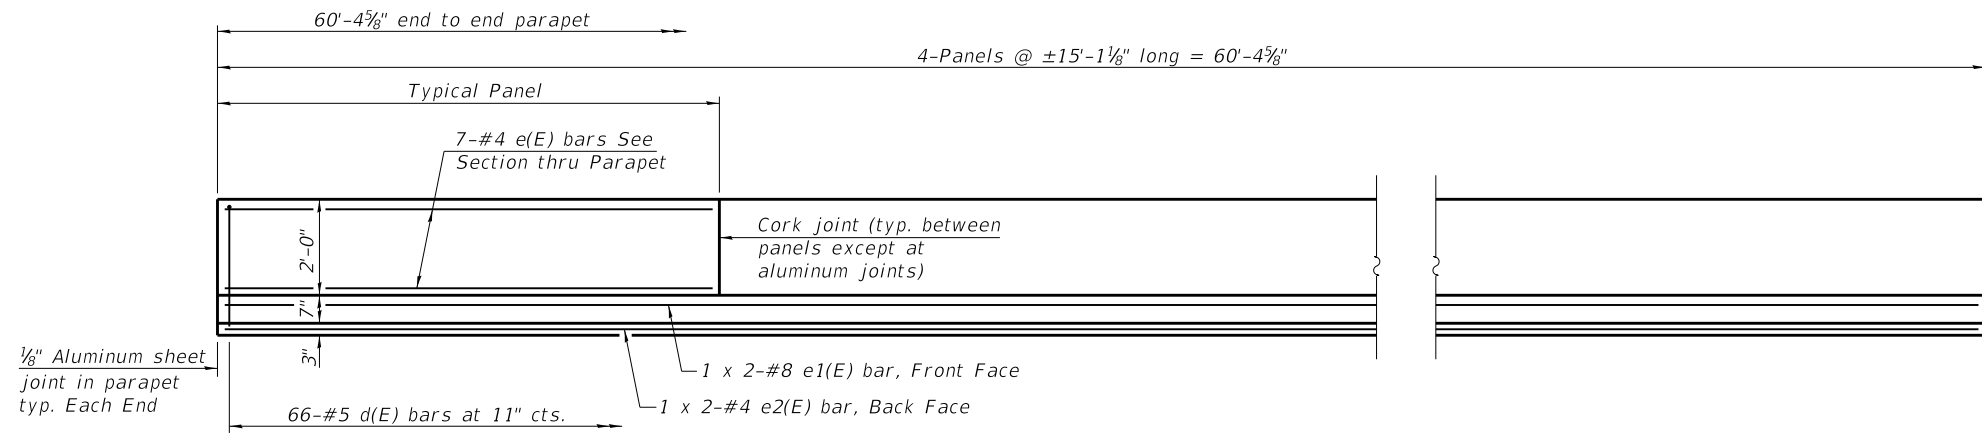 60'-4⅝" end to end parapet
4-Panels @ ±15'-1⅛" long = 60'-4⅝"
Typical Panel
7-#4 e(E) bars See
Section thru Parapet
Cork joint (typ. between
panels except at
aluminum joints)
2'-0"
7"
3"
⅛" Aluminum sheet
joint in parapet
typ. Each End
1 x 2-#8 e1(E) bar, Front Face
1 x 2-#4 e2(E) bar, Back Face
66-#5 d(E) bars at 11" cts.